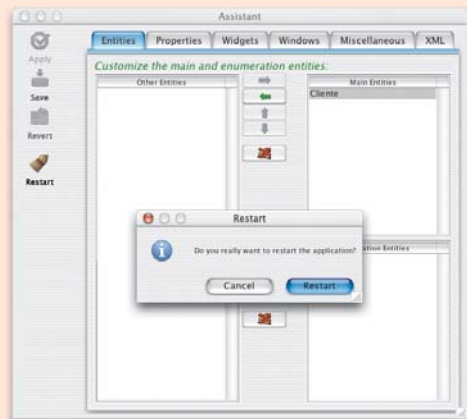 Assistant
Entities
Properties
Widgets
Windows
Miscellaneous
XML
Apply
Save
Revert
Restart
Customize the main and enumeration entities:
Other Entities
Main Entities
Cliente
Restart
Do you really want to restart the application?
Cancel
Restart
ation Entities